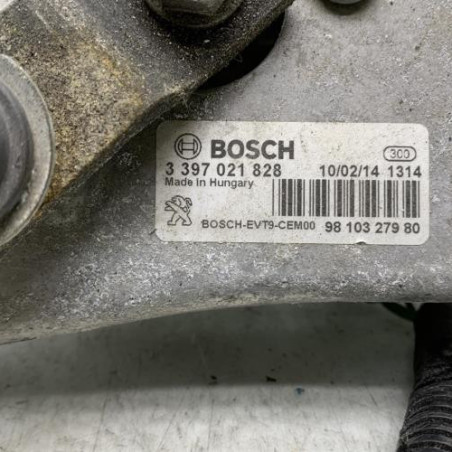 BOSCH 300
3 397 021 828 10/02/14 1314
Made in Hungary
BOSCH-EVT9-CEM00 98 103 279 80